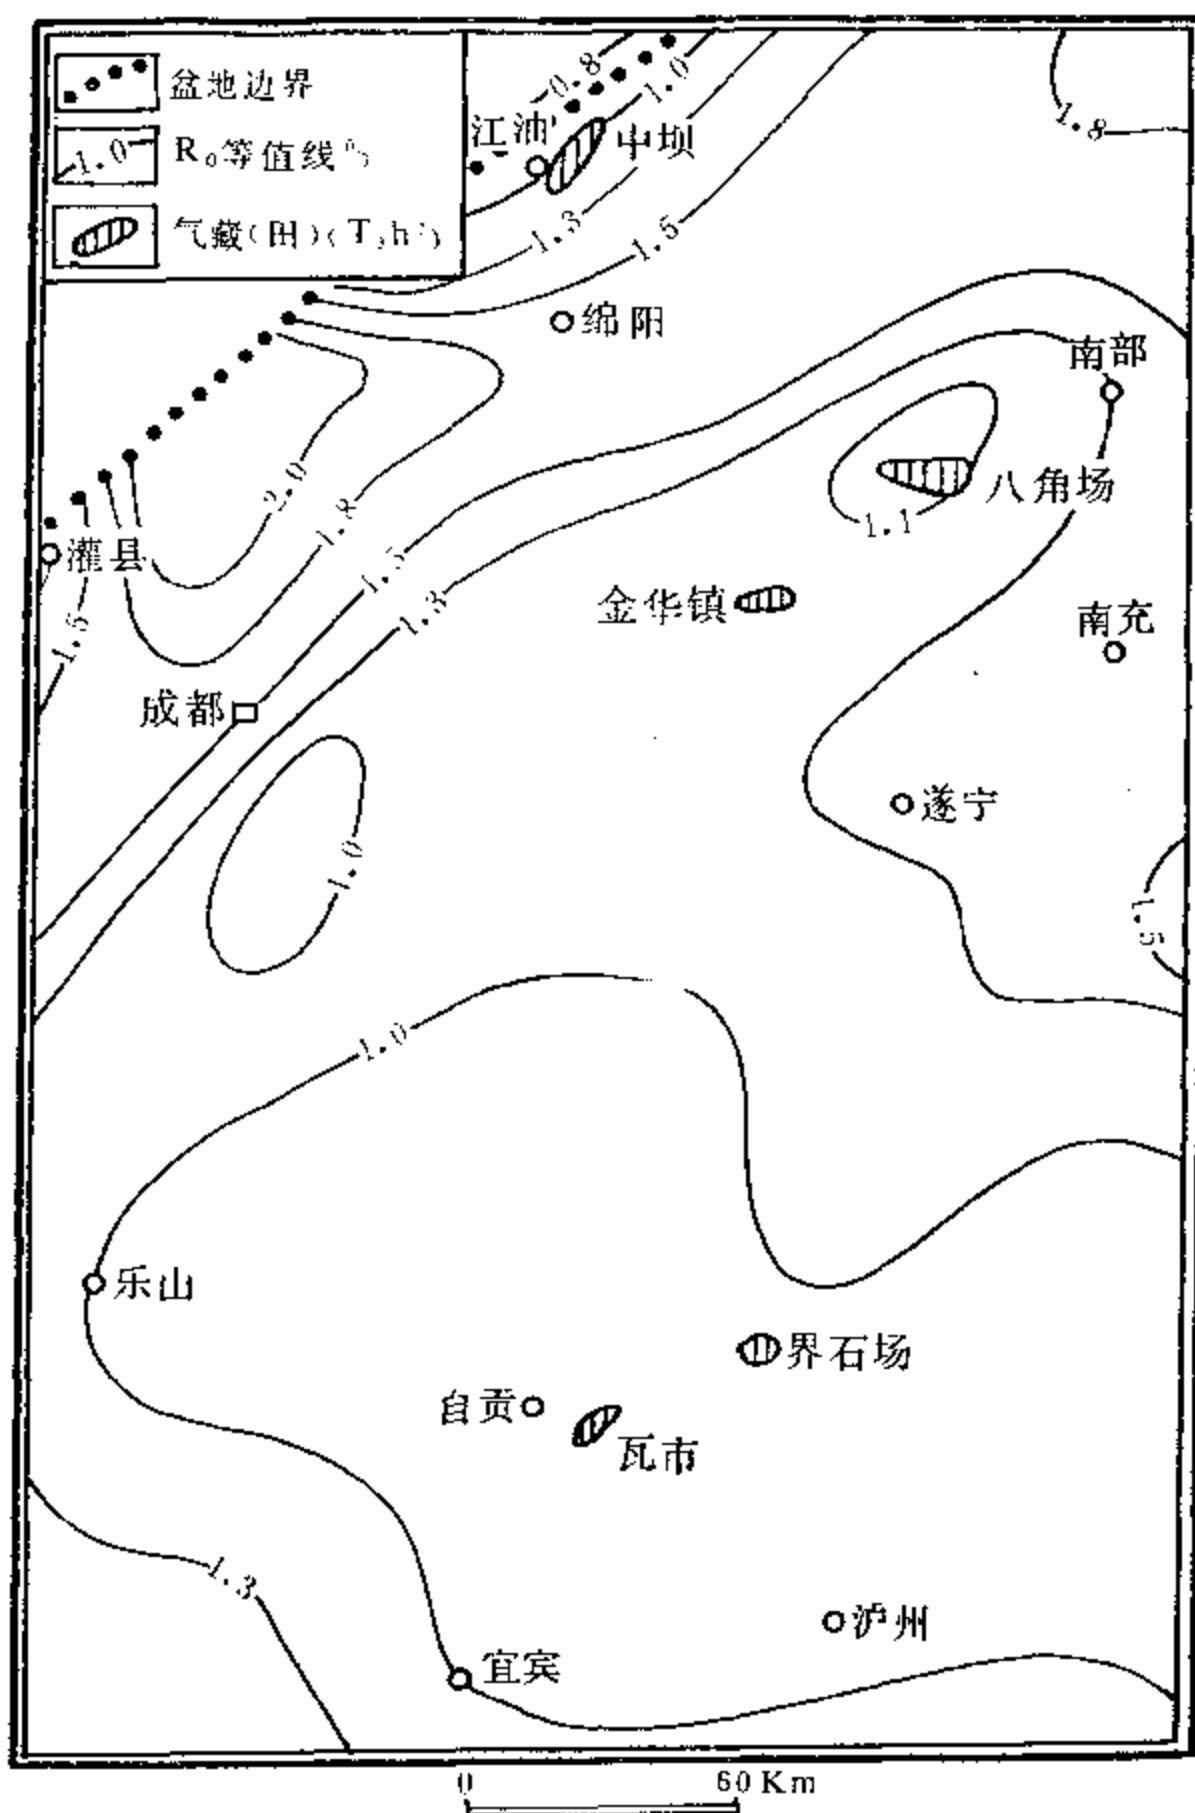 盆地边界
1.0
R₀等值线%
气藏(田)(T₃h
0.8
1.0
江油
中坝
1.3
1.5
1.8
绵阳
南部
2.0
1.8
八角场
1.1
1.5
灌县
1.3
金华镇
南充
1.5
成都
遂宁
1.0
1.5
1.0
乐山
界石场
自贡
瓦市
1.3
泸州
宜宾
0
60 Km